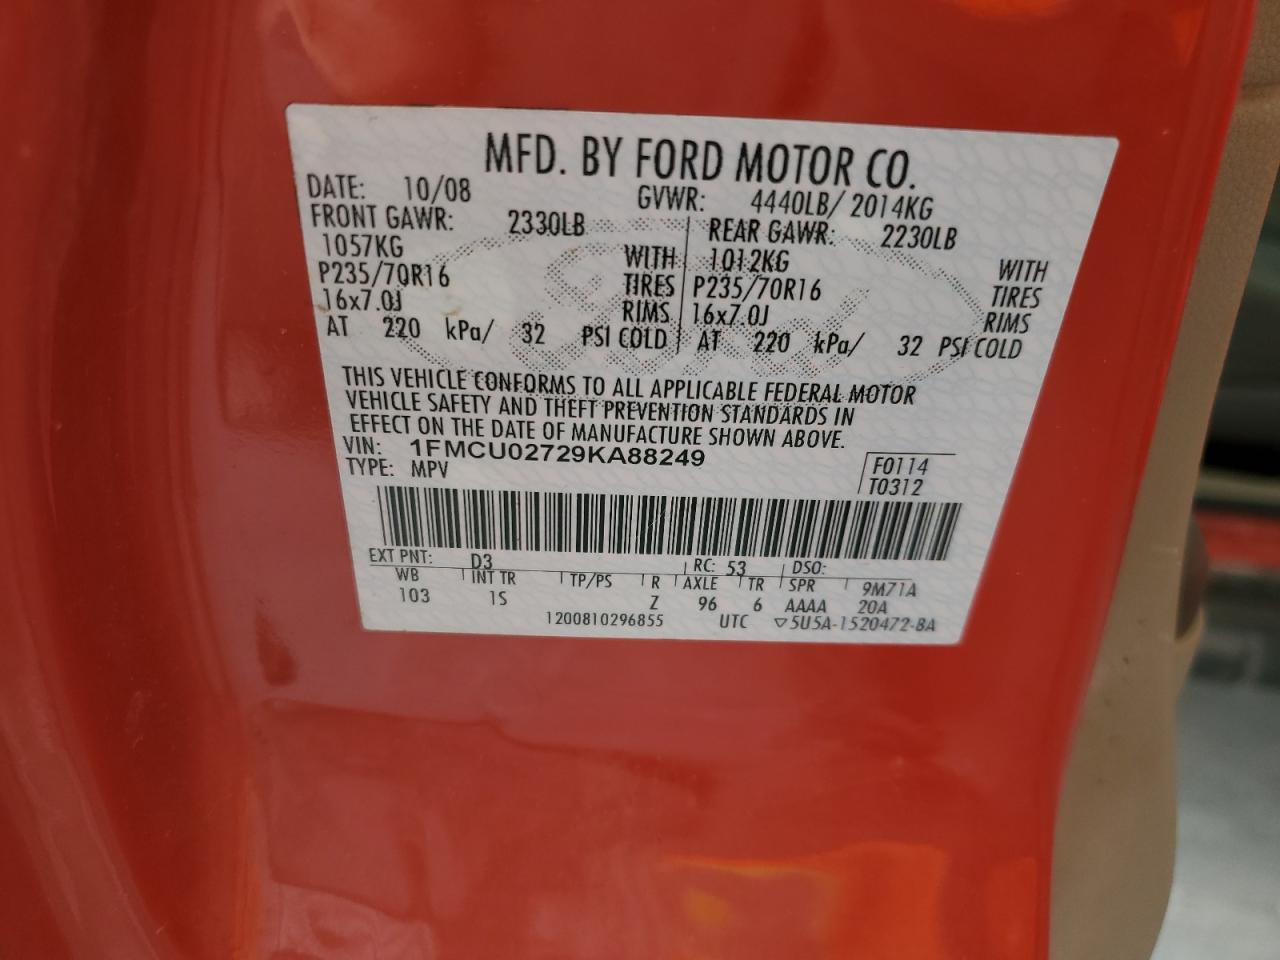 MFD. BY FORD MOTOR CO.
DATE: 10/08 GVWR: 4440LB/ 2014KG
FRONT GAWR: 2330LB REAR GAWR: 2230LB
1057KG WITH 1012KG WITH
P235/70R16 TIRES P235/70R16 TIRES
16x7.0J RIMS 16x7.0J RIMS
AT 220 kPa/ 32 PSI COLD AT 220 kPa/ 32 PSI COLD
THIS VEHICLE CONFORMS TO ALL APPLICABLE FEDERAL MOTOR
VEHICLE SAFETY AND THEFT PREVENTION STANDARDS IN
EFFECT ON THE DATE OF MANUFACTURE SHOWN ABOVE.
VIN: 1FMCU02729KA88249 F0114
TYPE: MPV T0312
EXT PNT: D3 RC: 53 DSO:
WB INT TR TP/PS R AXLE TR SPR 9M71A
103 1S Z 96 6 AAAA 20A
1200810296855 UTC ▽5U5A-1520472-BA